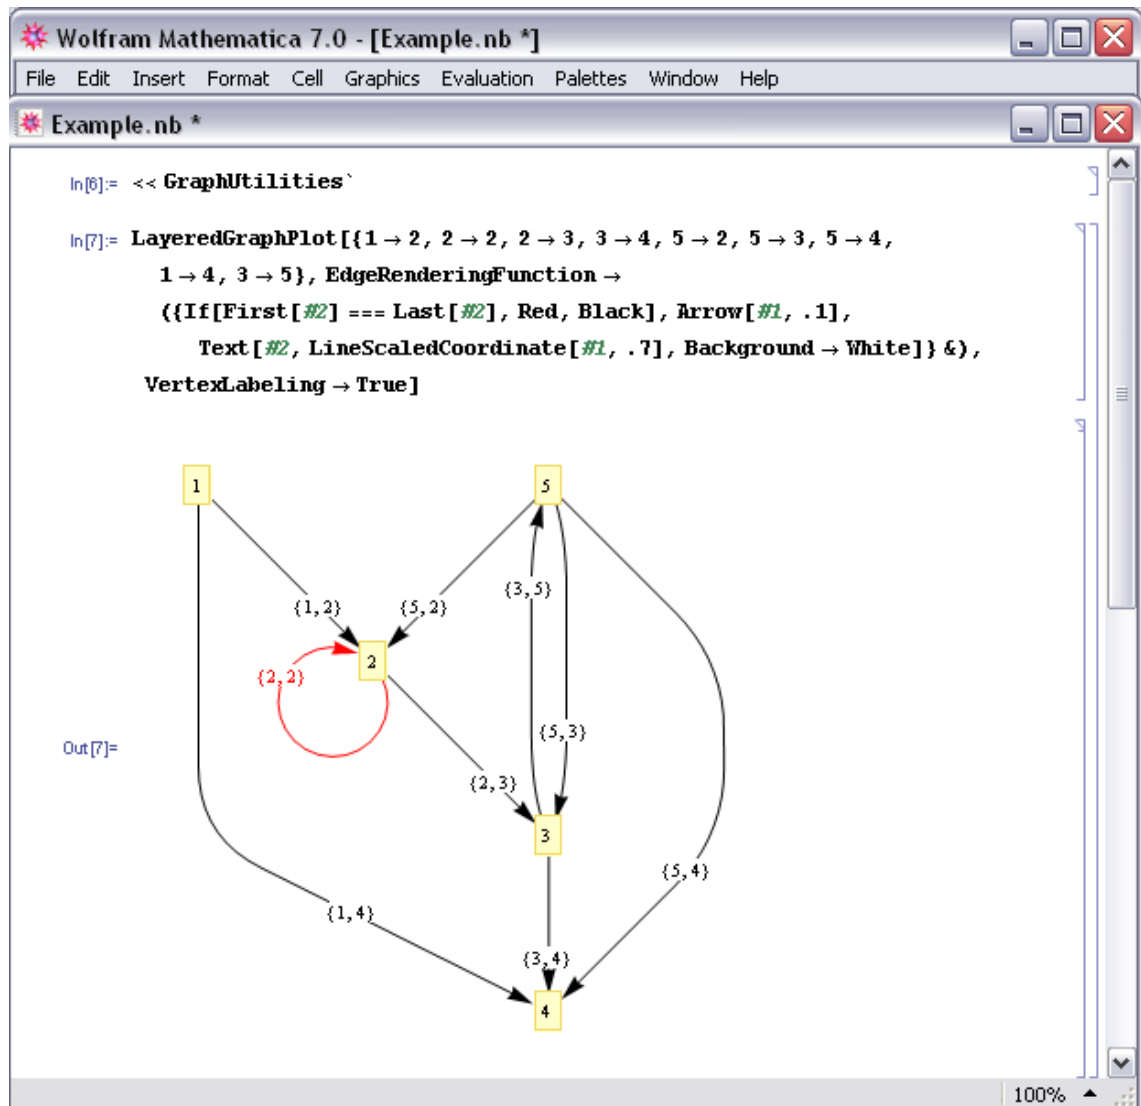 Wolfram Mathematica 7.0 - [Example.nb *]
File Edit Insert Format Cell Graphics Evaluation Palettes Window Help
Example.nb *
In[6]:= << GraphUtilities`
In[7]:= LayeredGraphPlot[{1 → 2, 2 → 2, 2 → 3, 3 → 4, 5 → 2, 5 → 3, 5 → 4,
1 → 4, 3 → 5}, EdgeRenderingFunction →
({If[First[#2] === Last[#2], Red, Black], Arrow[#1, .1],
Text[#2, LineScaledCoordinate[#1, .7], Background → White]} &),
VertexLabeling → True]
1
5
{3,5}
{1,2}
{5,2}
2
{2,2}
{5,3}
Out[7]=
{2,3}
3
{5,4}
{1,4}
{3,4}
4
100%